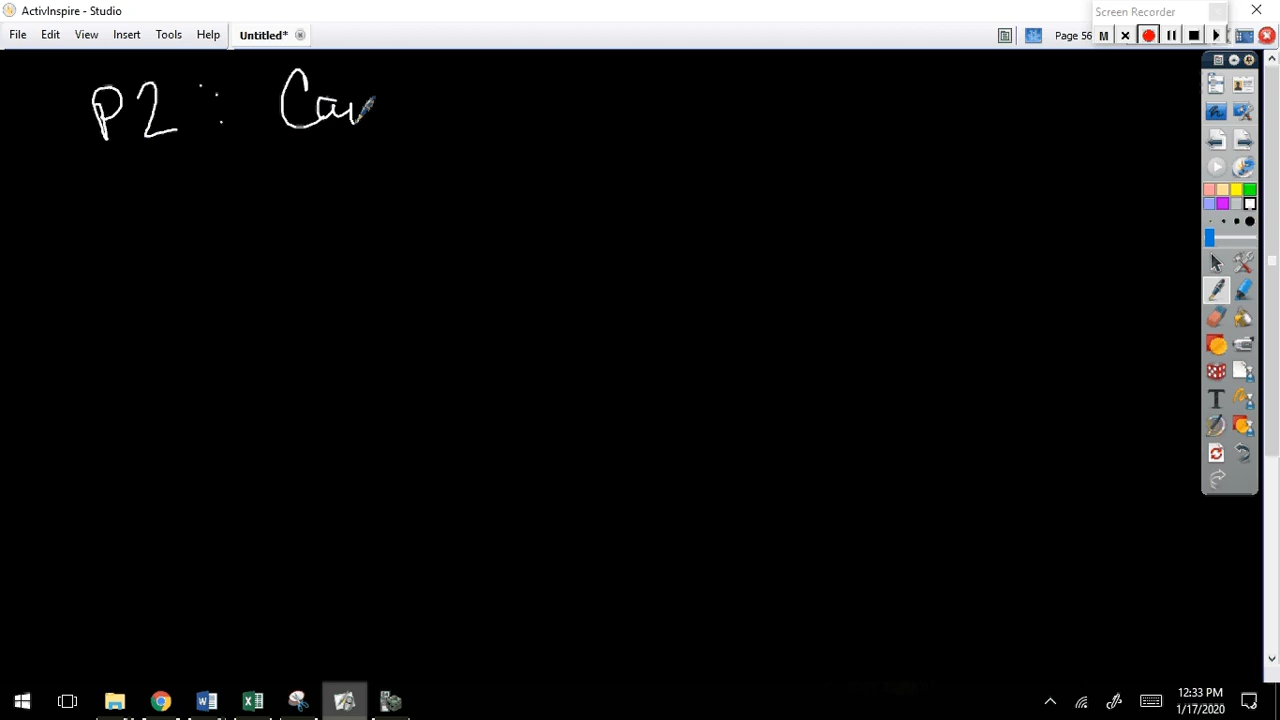 ActivInspire - Studio
Screen Recorder
File Edit View Insert Tools Help Untitled* Page 56 M
P2 : Cau
T
12:33 PM
1/17/2020